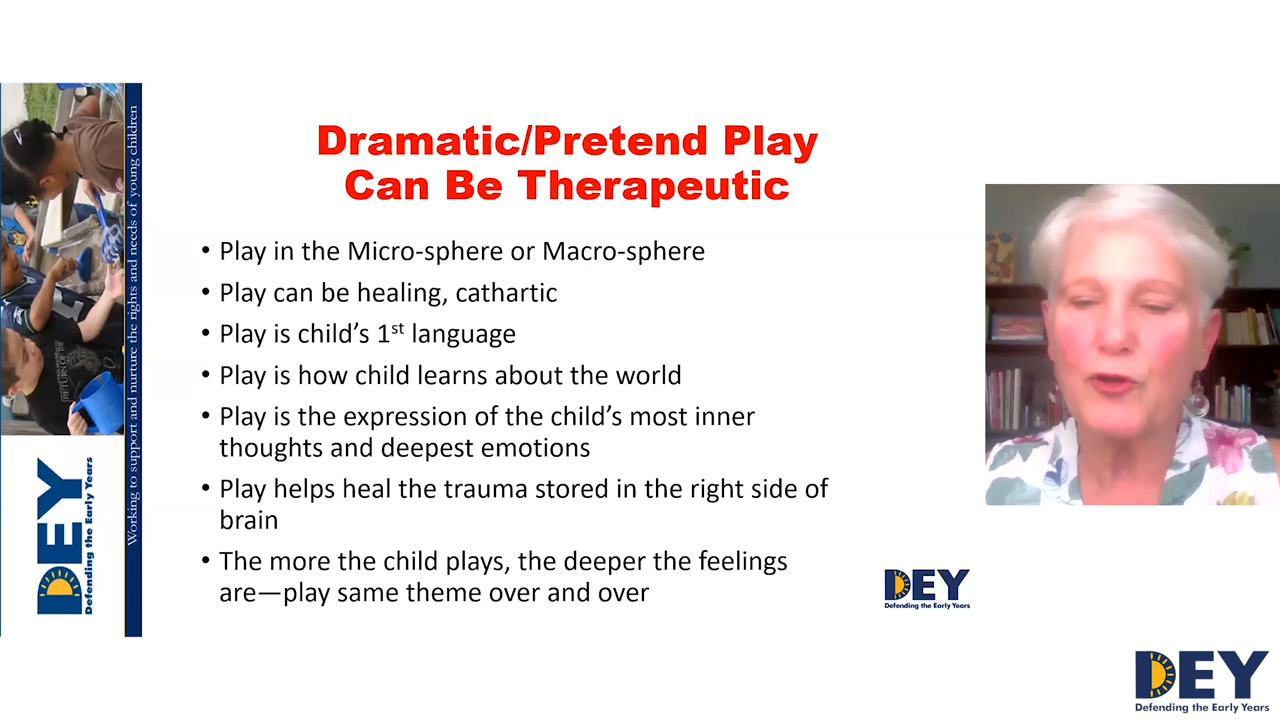 Dramatic/Pretend Play
Can Be Therapeutic
• Play in the Micro-sphere or Macro-sphere
• Play can be healing, cathartic
• Play is child’s 1st language
• Play is how child learns about the world
• Play is the expression of the child’s most inner
thoughts and deepest emotions
• Play helps heal the trauma stored in the right side of
brain
• The more the child plays, the deeper the feelings
are—play same theme over and over
Working to support and nurture the rights and needs of young children
DEY
Defending the Early Years
RETURN OF THE
DEY
Defending the Early Years
DEY
Defending the Early Years